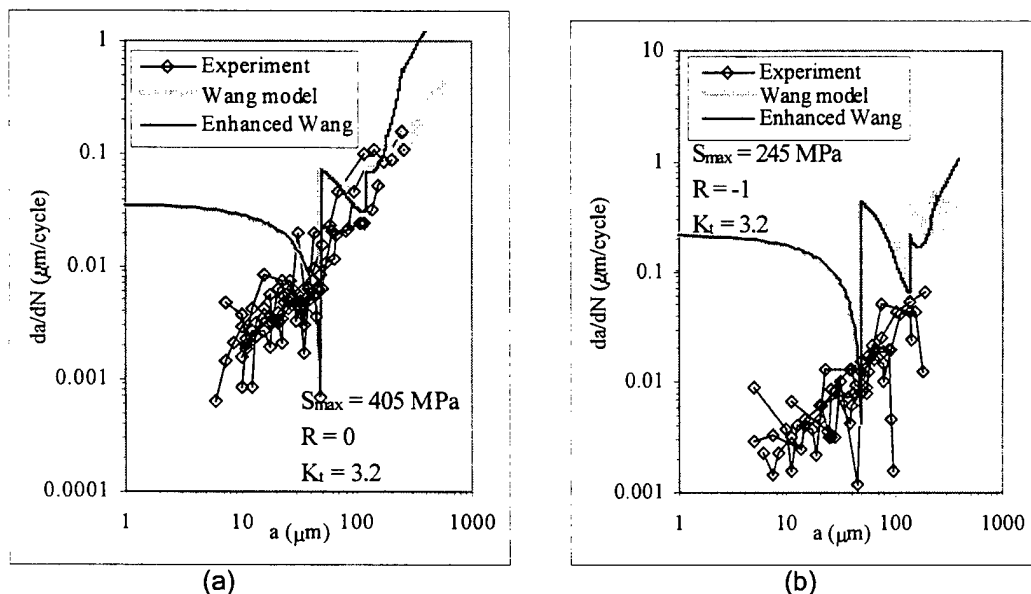 1
0.1
0.01
0.001
0.0001
da/dN (μm/cycle)
Experiment
Wang model
Enhanced Wang
Smax = 405 MPa
R = 0
Kt = 3.2
1 10 100 1000
a (μm)
(a)
10
1
0.1
0.01
0.001
da/dN (μm/cycle)
Experiment
Wang model
Enhanced Wang
Smax = 245 MPa
R = -1
Kt = 3.2
1 10 100 1000
a (μm)
(b)